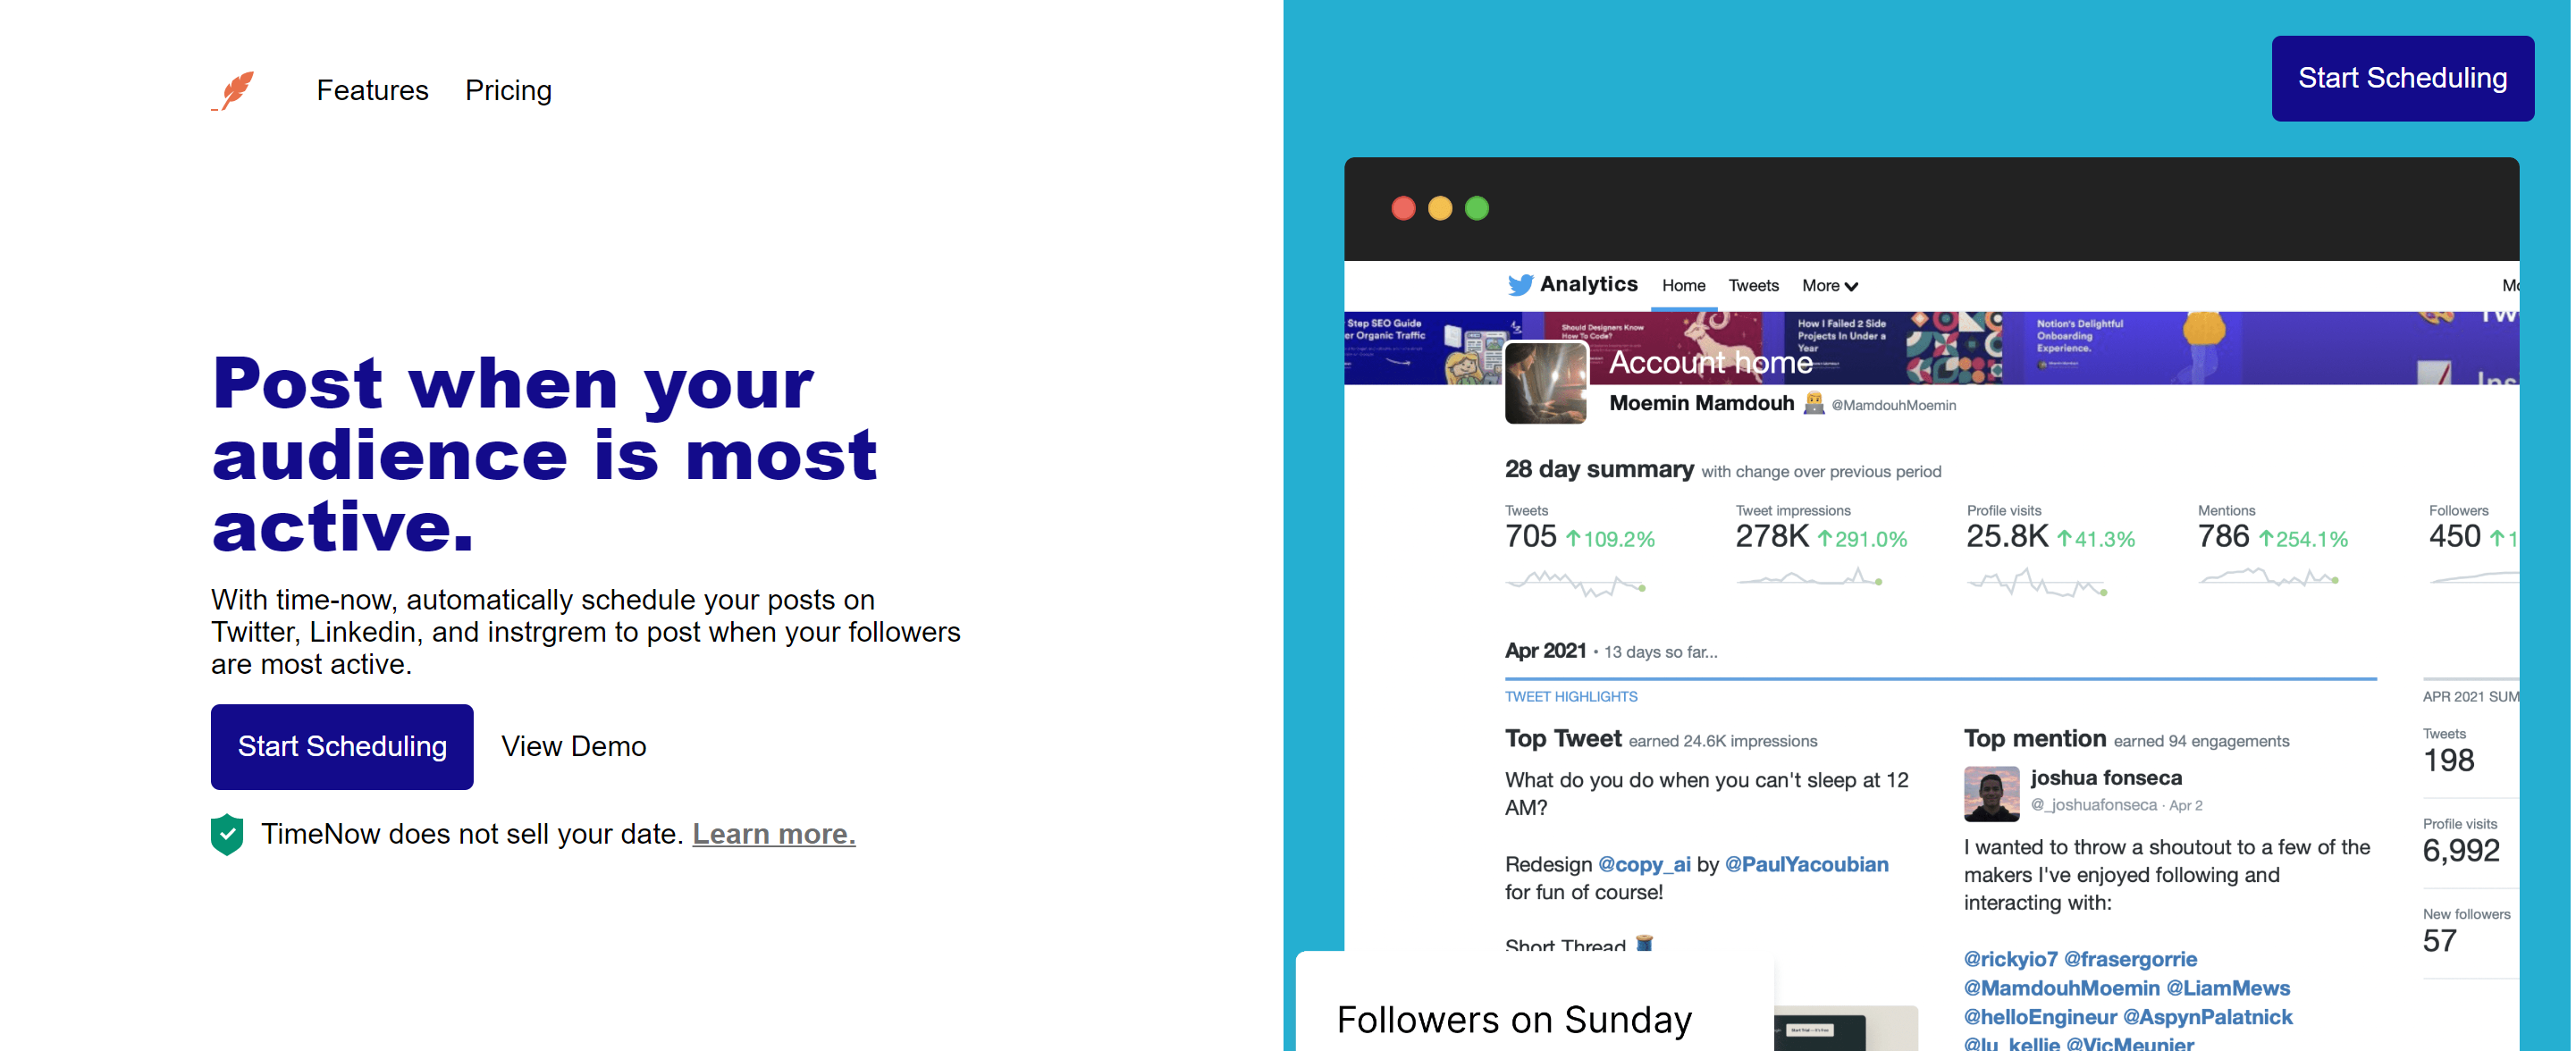 Features Pricing
Start Scheduling
Post when your
audience is most
active.
With time-now, automatically schedule your posts on
Twitter, Linkedin, and instrgrem to post when your followers
are most active.
Start Scheduling View Demo
TimeNow does not sell your date. Learn more.
Analytics Home Tweets More
Step SEO Guide
er Organic Traffic
Should Designers Know
How To Code?
How I Failed 2 Side
Projects In Under a
Year
Notion's Delightful
Onboarding
Experience.
Account home
Moemin Mamdouh @MamdouhMoemin
28 day summary with change over previous period
Tweets
705 ↑109.2%
Tweet impressions
278K ↑291.0%
Profile visits
25.8K ↑41.3%
Mentions
786 ↑254.1%
Followers
450 ↑1
Apr 2021 • 13 days so far...
TWEET HIGHLIGHTS
Top Tweet earned 24.6K impressions
What do you do when you can't sleep at 12
AM?
Redesign @copy_ai by @PaulYacoubian
for fun of course!
Short Thread
Top mention earned 94 engagements
joshua fonseca
@_joshuafonseca · Apr 2
I wanted to throw a shoutout to a few of the
makers I've enjoyed following and
interacting with:
@rickyio7 @frasergorrie
@MamdouhMoemin @LiamMews
@helloEngineur @AspynPalatnick
@lu_kellie @VicMeunier
APR 2021 SUM
Tweets
198
Profile visits
6,992
New followers
57
Followers on Sunday